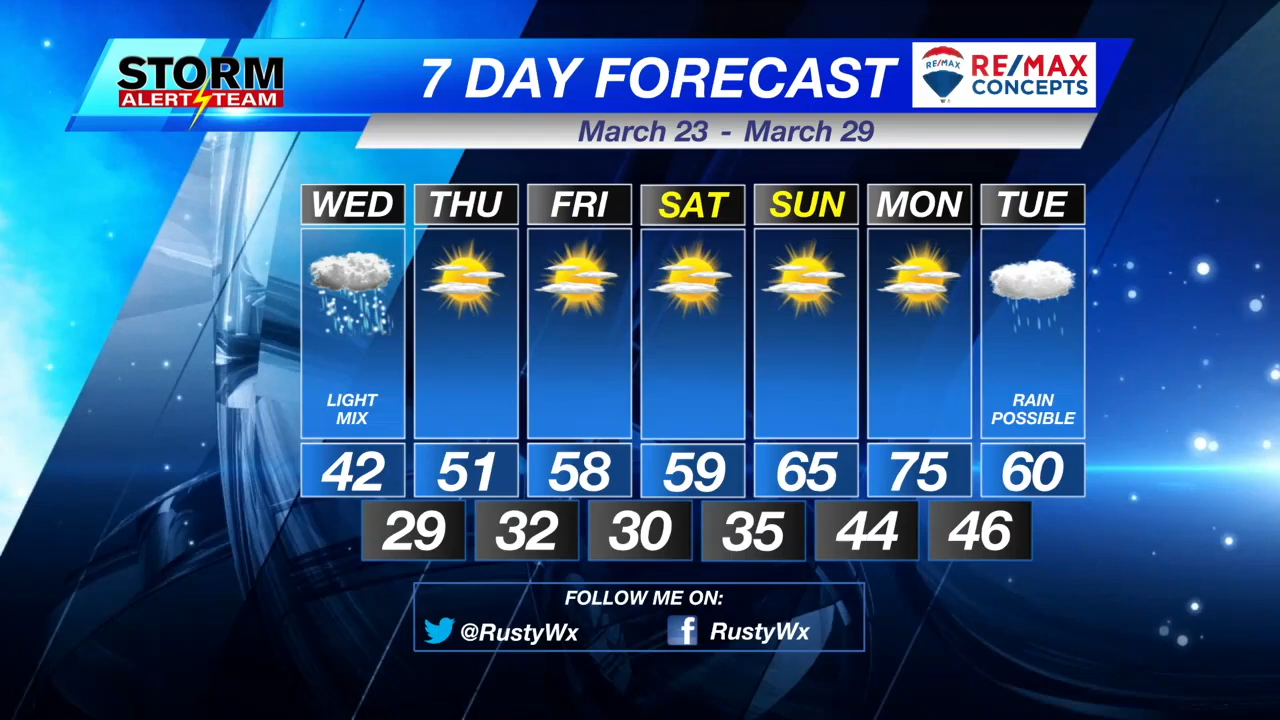 STORM
ALERT TEAM
7 DAY FORECAST
RE/MAX
RE/MAX
CONCEPTS
March 23 - March 29
WED THU FRI SAT SUN MON TUE
LIGHT
MIX
RAIN
POSSIBLE
42 51 58 59 65 75 60
29 32 30 35 44 46
FOLLOW ME ON:
@RustyWx f RustyWx